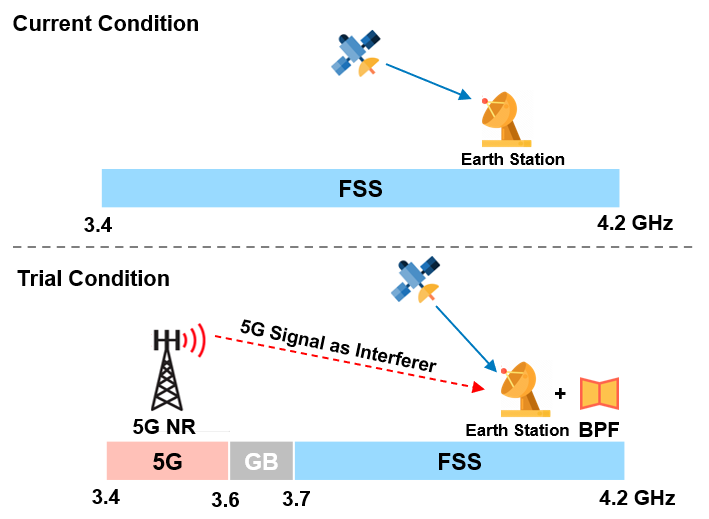 Current Condition
Earth Station
FSS
3.4
4.2 GHz
Trial Condition
5G Signal as Interferer
5G NR
Earth Station
+
BPF
5G
GB
FSS
3.4
3.6
3.7
4.2 GHz